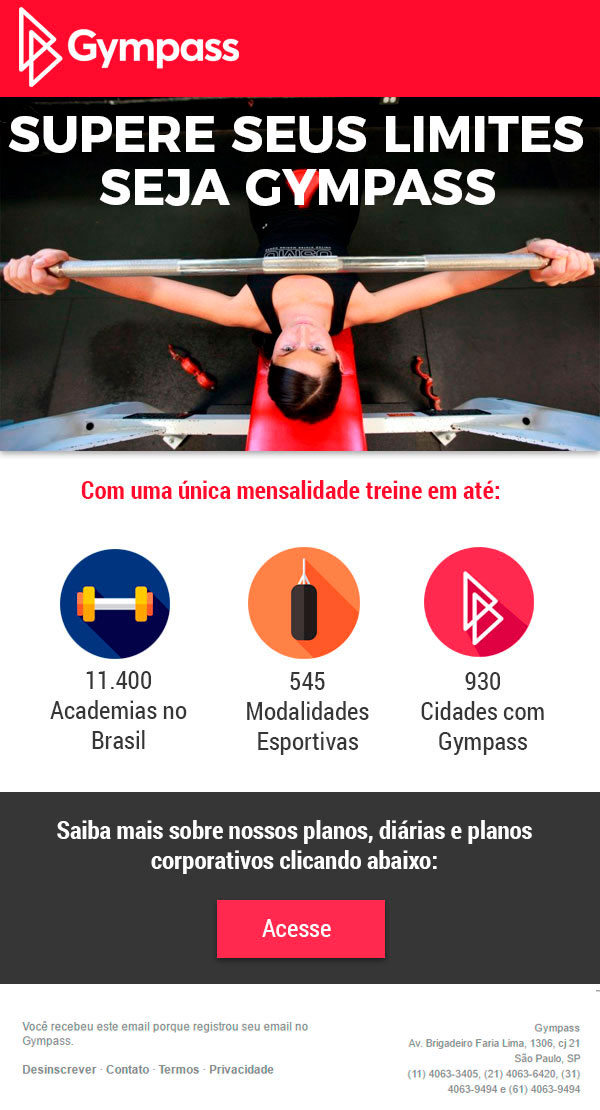 Gympass
SUPERE SEUS LIMITES
SEJA GYMPASS
Com uma única mensalidade treine em até:
11.400
Academias no
Brasil
545
Modalidades
Esportivas
930
Cidades com
Gympass
Saiba mais sobre nossos planos, diárias e planos
corporativos clicando abaixo:
Acesse
Você recebeu este email porque registrou seu email no
Gympass.
Desinscrever · Contato · Termos · Privacidade
Gympass
Av. Brigadeiro Faria Lima, 1306, cj 21
São Paulo, SP
(11) 4063-3405, (21) 4063-6420, (31)
4063-9494 e (61) 4063-9494